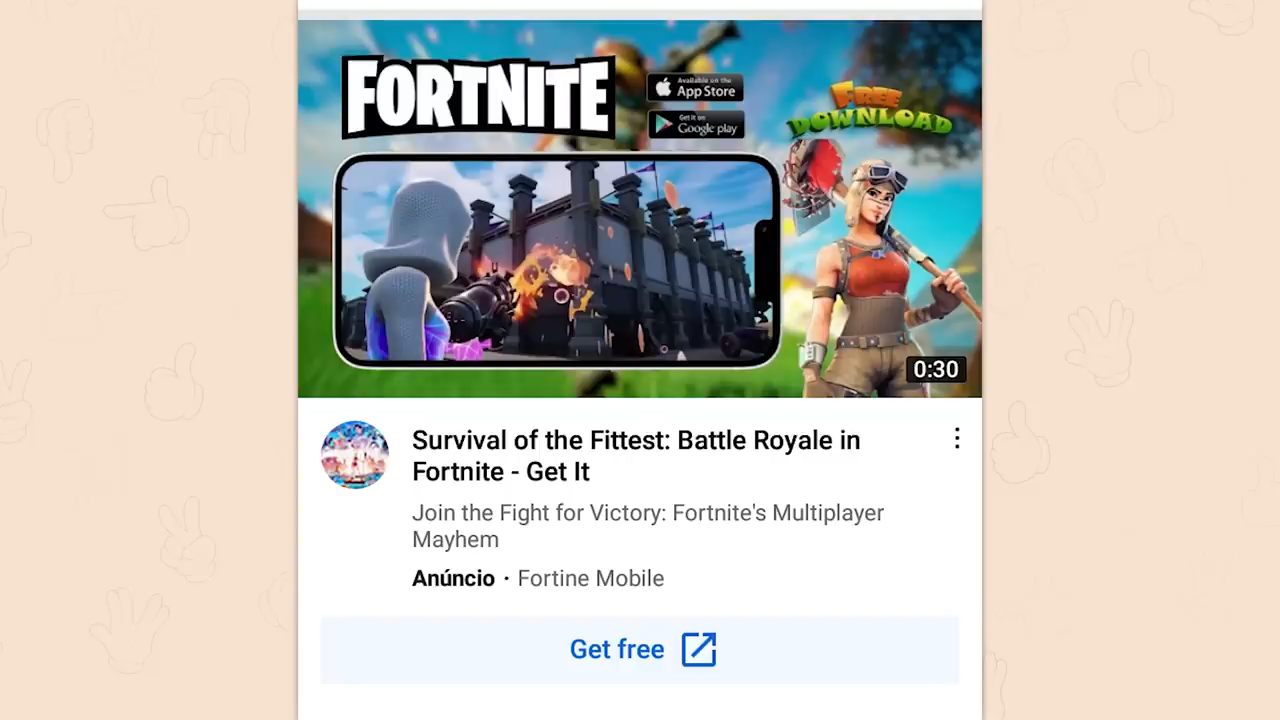 FORTNITE
Available on the
App Store
Get it on
Google play
FREE
DOWNLOAD
0:30
Survival of the Fittest: Battle Royale in
Fortnite - Get It
Join the Fight for Victory: Fortnite's Multiplayer
Mayhem
Anúncio · Fortine Mobile
Get free